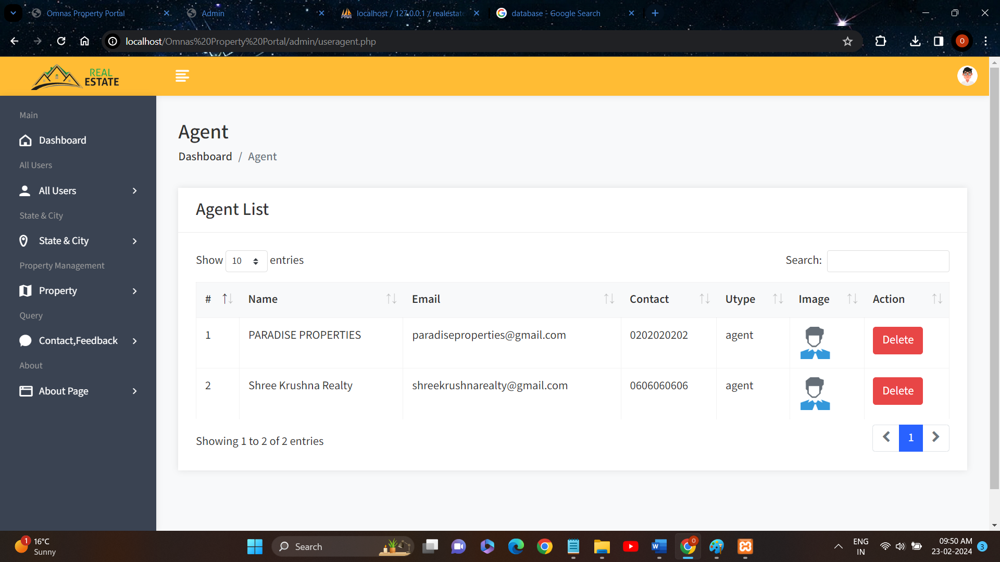 Omnas Property Portal
Admin
localhost / 127.0.0.1 / realestate
database - Google Search
localhost/Omnas%20Property%20Portal/admin/useragent.php
O
REAL
ESTATE
Main
Dashboard
All Users
All Users
State & City
State & City
Property Management
Property
Query
Contact,Feedback
About
About Page
Agent
Dashboard / Agent
Agent List
Show 10 entries
Search:
# Name Email Contact Utype Image Action
1 PARADISE PROPERTIES paradiseproperties@gmail.com 0202020202 agent Delete
2 Shree Krushna Realty shreekrushnarealty@gmail.com 0606060606 agent Delete
Showing 1 to 2 of 2 entries
1
1
16°C
Sunny
Search
W
O
ENG
IN
09:50 AM
23-02-2024
3